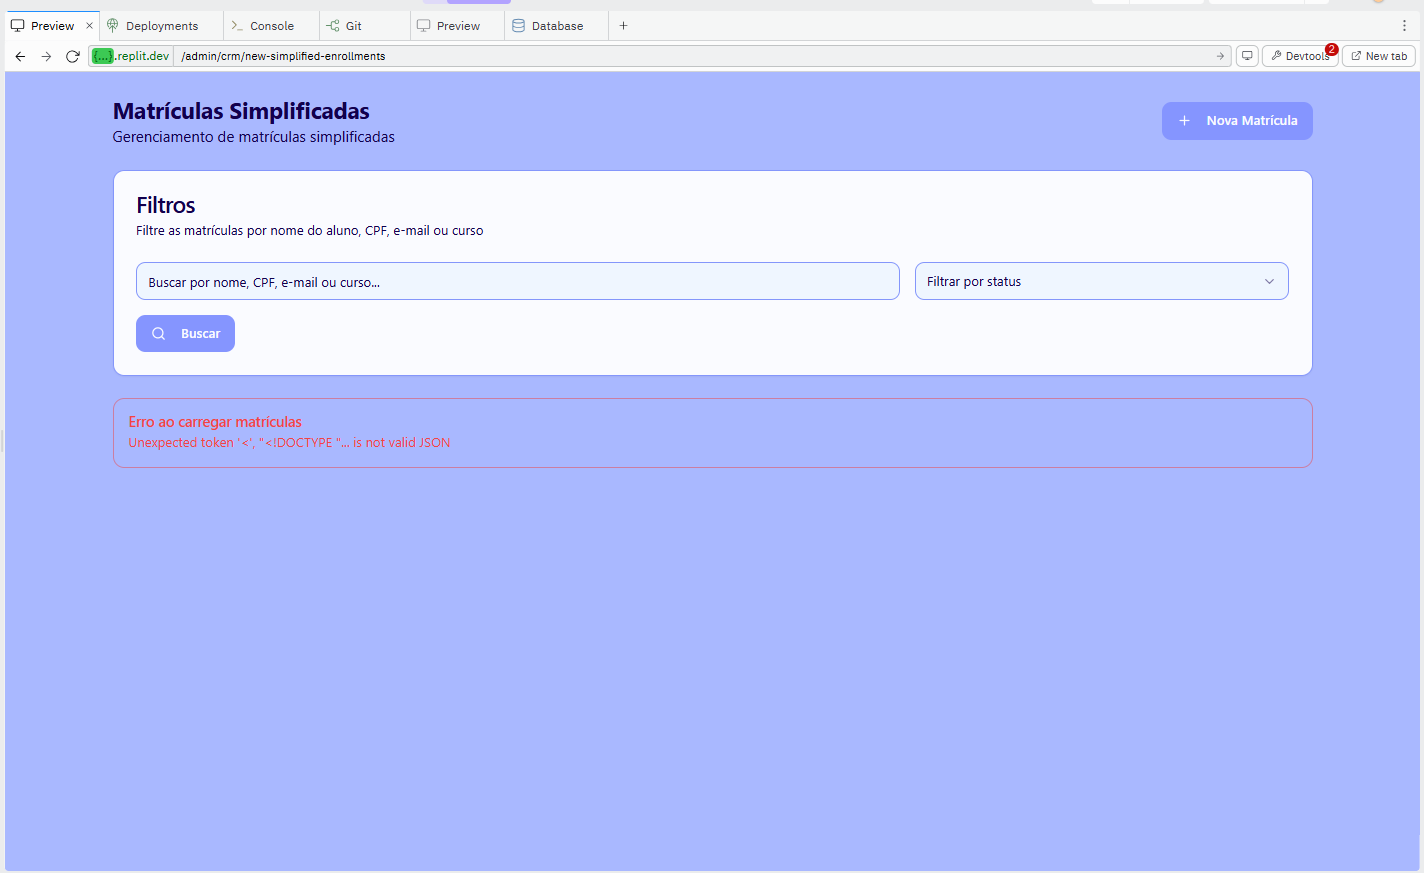 Preview × Deployments Console Git Preview Database +
{...}.replit.dev /admin/crm/new-simplified-enrollments Devtools 2 New tab
Matrículas Simplificadas
Gerenciamento de matrículas simplificadas
+ Nova Matrícula
Filtros
Filtre as matrículas por nome do aluno, CPF, e-mail ou curso
Buscar por nome, CPF, e-mail ou curso... Filtrar por status
Buscar
Erro ao carregar matrículas
Unexpected token '<', "<!DOCTYPE "... is not valid JSON